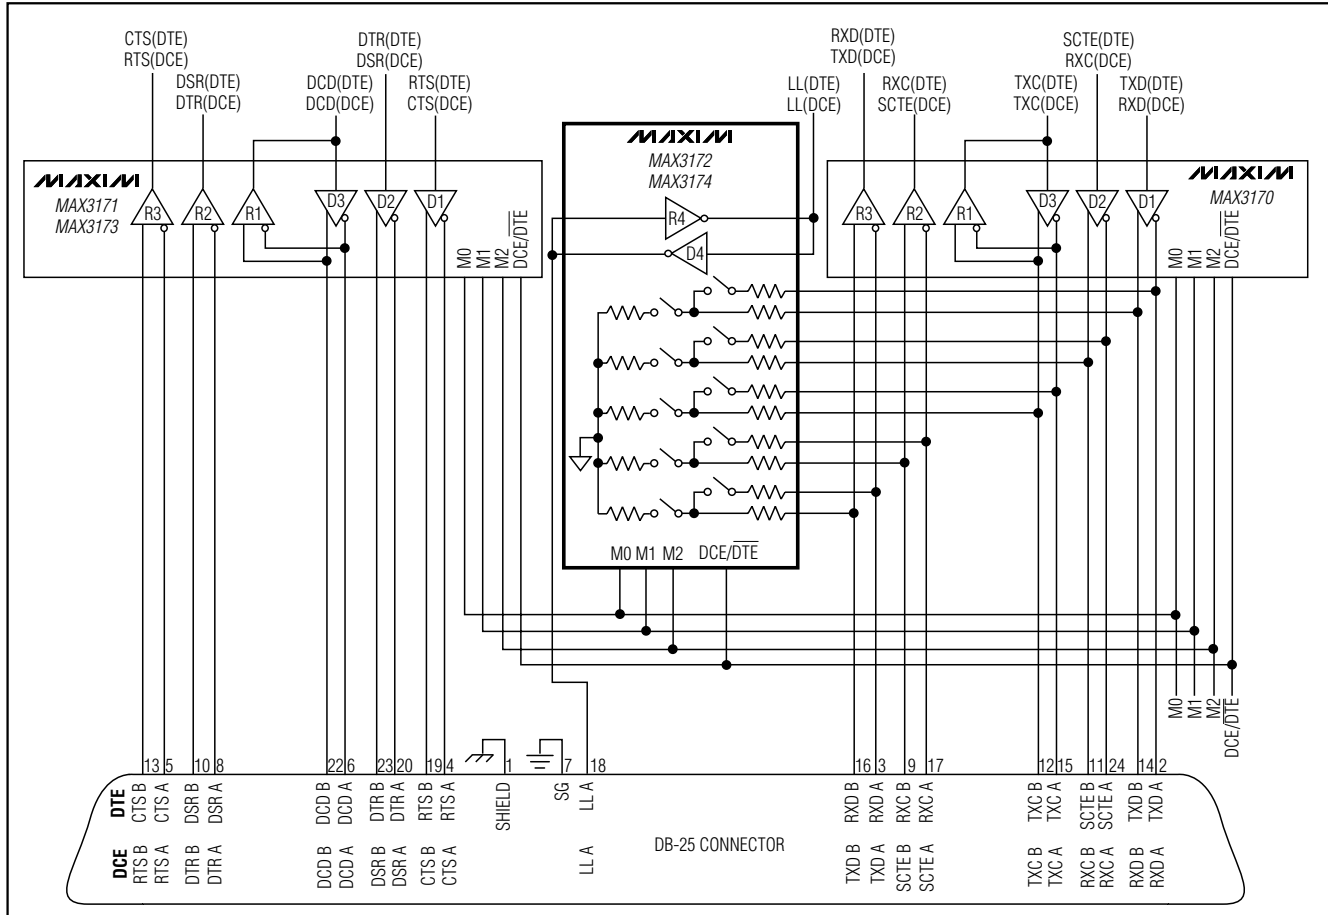 CTS(DTE)
RTS(DCE)
DSR(DTE)
DTR(DCE)
DCD(DTE)
DCD(DCE)
DTR(DTE)
DSR(DCE)
RTS(DTE)
CTS(DCE)
LL(DTE)
LL(DCE)
RXD(DTE)
TXD(DCE)
RXC(DTE)
SCTE(DCE)
TXC(DTE)
TXC(DCE)
SCTE(DTE)
RXC(DCE)
TXD(DTE)
RXD(DCE)
MAXIM
MAX3171
MAX3173
R3
R2
R1
D3
D2
D1
M0
M1
M2
DCE/DTE
MAXIM
MAX3172
MAX3174
R4
D4
M0 M1 M2 DCE/DTE
R3
R2
R1
D3
D2
D1
MAXIM
MAX3170
M0
M1
M2
DCE/DTE
M0
M1
M2
DCE/DTE
13 5 10 8 22 6 23 20 19 4 1 7 18 16 3 9 17 12 15 11 24 14 2
DTE
CTS B
CTS A
DSR B
DSR A
DCD B
DCD A
DTR B
DTR A
RTS B
RTS A
SHIELD
SG
LL A
RXD B
RXD A
RXC B
RXC A
TXC B
TXC A
SCTE B
SCTE A
TXD B
TXD A
DB-25 CONNECTOR
DCE
RTS B
RTS A
DTR B
DTR A
DCD B
DCD A
DSR B
DSR A
CTS B
CTS A
LL A
TXD B
TXD A
SCTE B
SCTE A
TXC B
TXC A
RXC B
RXC A
RXD B
RXD A